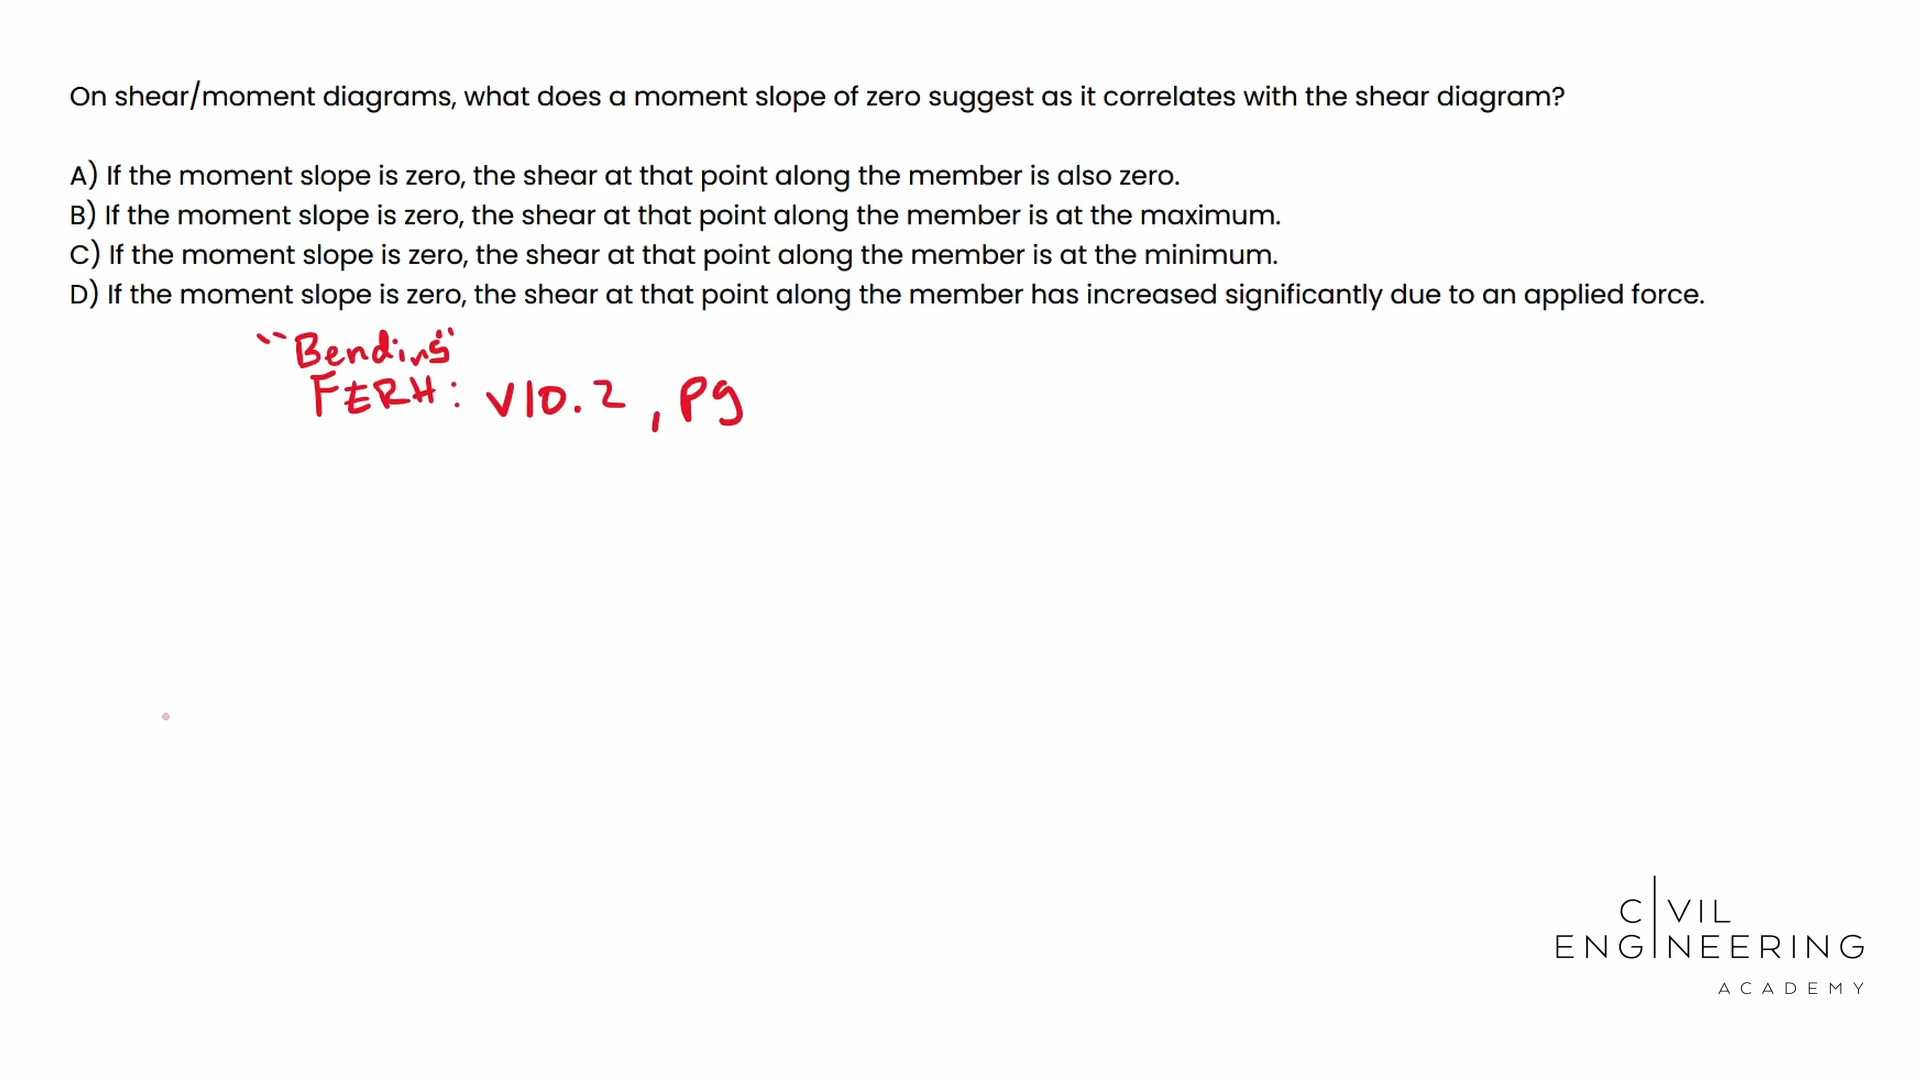 On shear/moment diagrams, what does a moment slope of zero suggest as it correlates with the shear diagram?
A) If the moment slope is zero, the shear at that point along the member is also zero.
B) If the moment slope is zero, the shear at that point along the member is at the maximum.
C) If the moment slope is zero, the shear at that point along the member is at the minimum.
D) If the moment slope is zero, the shear at that point along the member has increased significantly due to an applied force.
"Bending"
FERH: v10.2, pg
CIVIL
ENGINEERING
ACADEMY